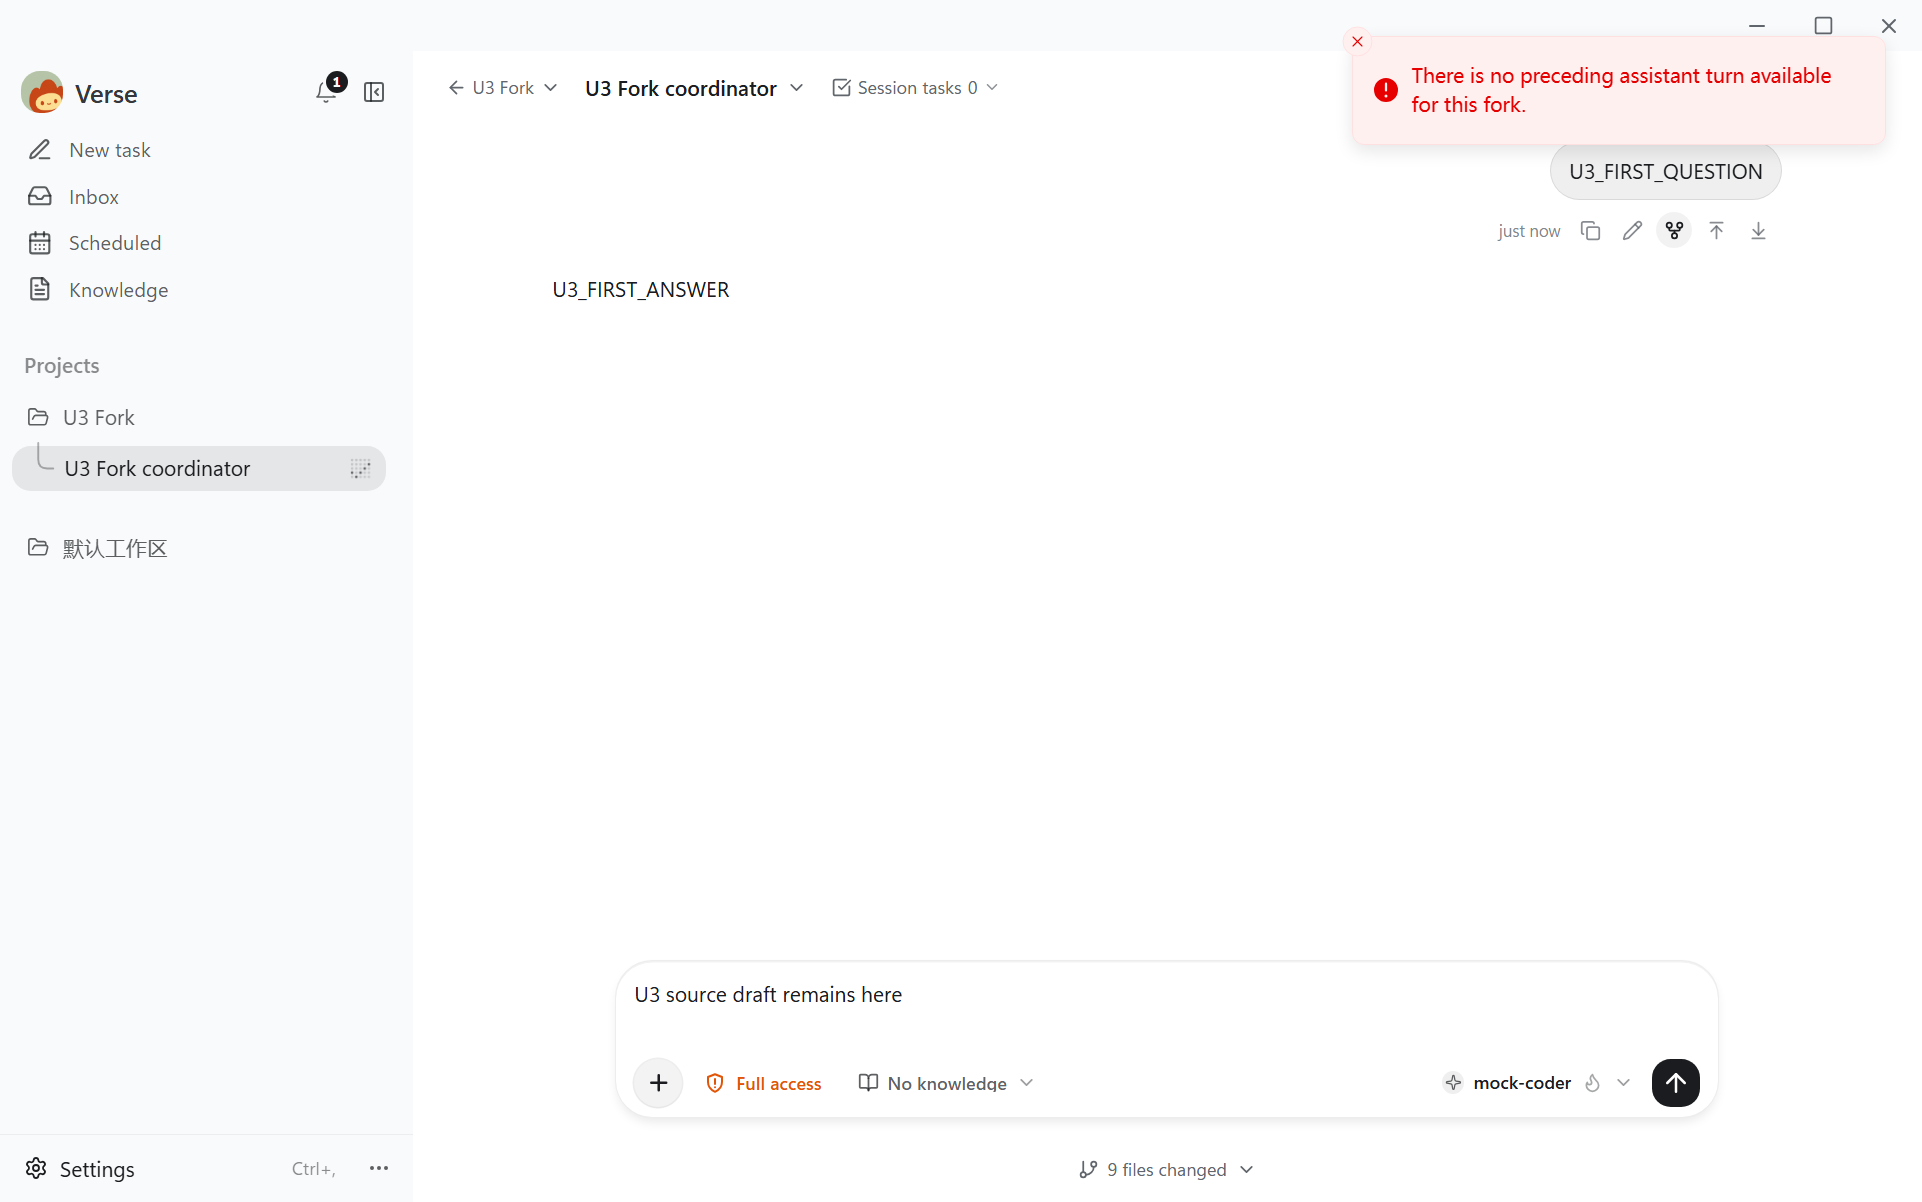 Verse
1
New task
Inbox
Scheduled
Knowledge
Projects
U3 Fork
U3 Fork coordinator
默认工作区
Settings
Ctrl+,
U3 Fork
U3 Fork coordinator
Session tasks 0
There is no preceding assistant turn available
for this fork.
U3_FIRST_QUESTION
just now
U3_FIRST_ANSWER
U3 source draft remains here
Full access
No knowledge
mock-coder
9 files changed